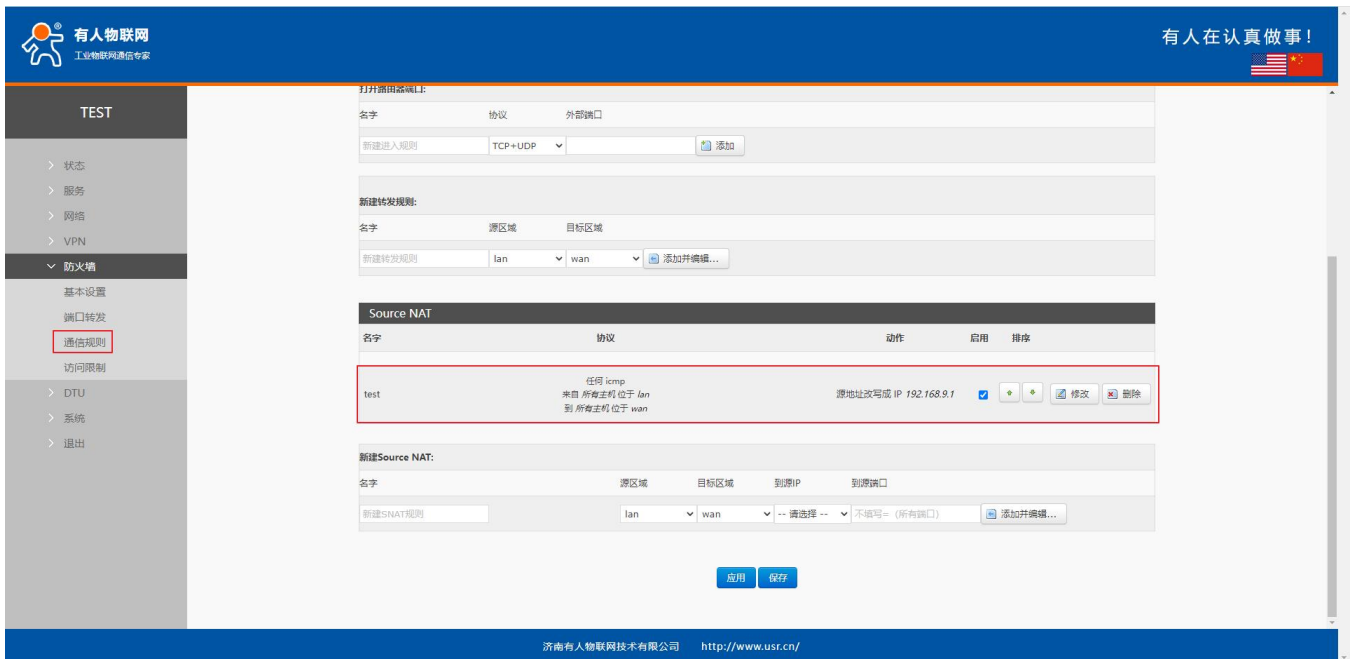 有人物联网
®
工业物联网通信专家
有人在认真做事!
TEST
状态
服务
网络
VPN
防火墙
基本设置
端口转发
通信规则
访问限制
DTU
系统
退出
打开路由器端口:
名字 协议 外部端口
新建进入规则 TCP+UDP 添加
新建转发规则:
名字 源区域 目标区域
新建转发规则 lan wan 添加并编辑...
Source NAT
名字 协议 动作 启用 排序
任何 icmp
test 来自 所有主机 位于 lan 源地址改写成 IP 192.168.9.1 修改 删除
到 所有主机 位于 wan
新建Source NAT:
名字 源区域 目标区域 到源IP 到源端口
新建SNAT规则 lan wan -- 请选择 -- 不填写=（所有端口） 添加并编辑...
应用 保存
济南有人物联网技术有限公司 http://www.usr.cn/